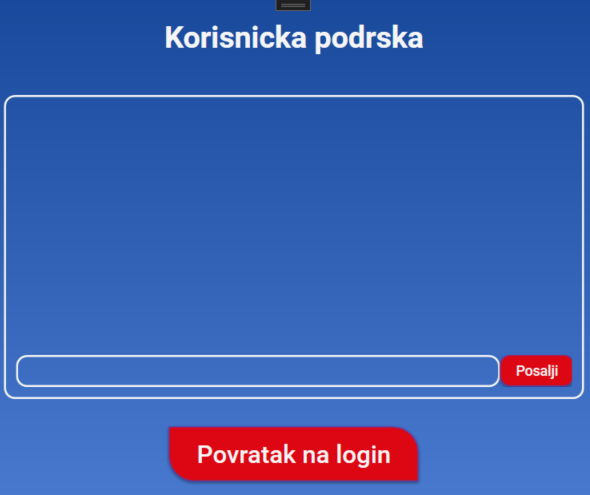 Korisnicka podrska
Posalji
Povratak na login